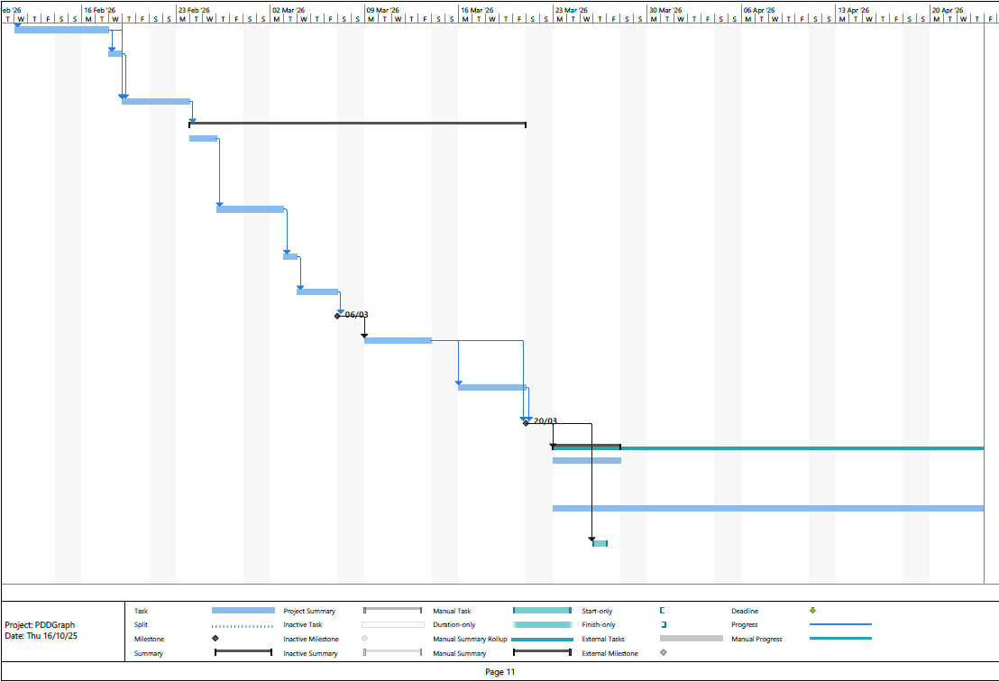 eb '26 16 Feb '26 23 Feb '26 02 Mar '26 09 Mar '26 16 Mar '26 23 Mar '26 30 Mar '26 06 Apr '26 13 Apr '26 20 Apr '26
T W T F S S M T W T F S S M T W T F S S M T W T F S S M T W T F S S M T W T F S S M T W T F S S M T W T F S S M T W T F S S M T W T F S S M T W T F
06/03
20/03
Project: PDDGraph
Date: Thu 16/10/25
Task Project Summary Manual Task Start-only Deadline
Split Inactive Task Duration-only Finish-only Progress
Milestone Inactive Milestone Manual Summary Rollup External Tasks Manual Progress
Summary Inactive Summary Manual Summary External Milestone
Page 11